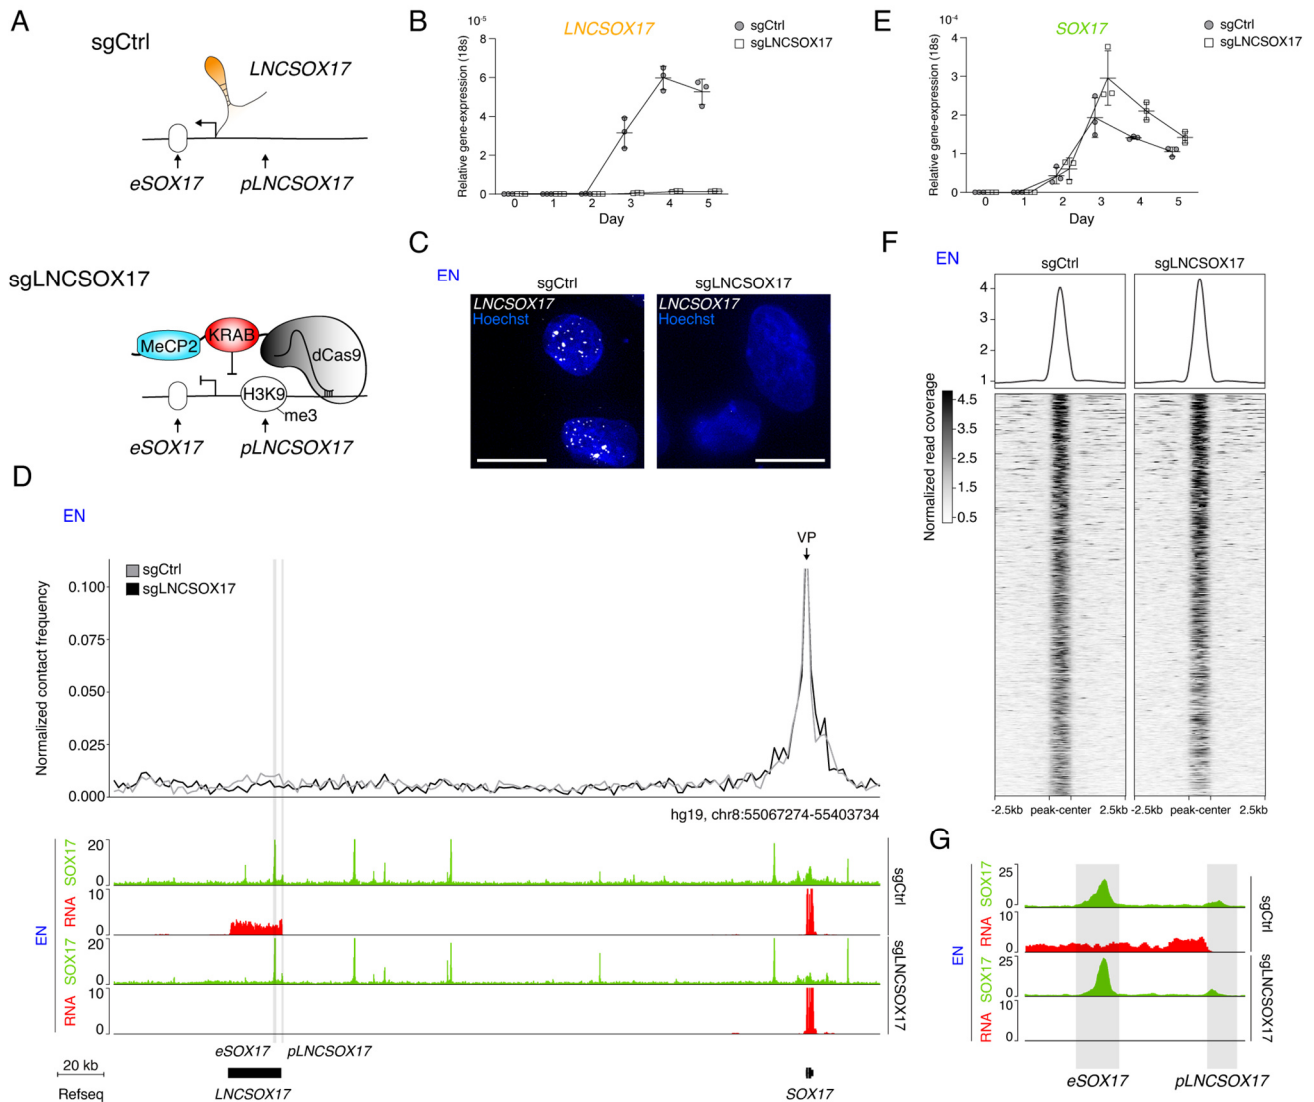 A
sgCtrl
LNCSOX17
eSOX17
pLNCSOX17
sgLNCSOX17
MeCP2
KRAB
dCas9
H3K9
me3
eSOX17
pLNCSOX17
B
10-5
LNCSOX17
sgCtrl
sgLNCSOX17
Relative gene-expression (18s)
8
6
4
2
0
0 1 2 3 4 5
Day
C
EN
sgCtrl
sgLNCSOX17
LNCSOX17
Hoechst
LNCSOX17
Hoechst
E
10-4
SOX17
sgCtrl
sgLNCSOX17
Relative gene-expression (18s)
4
3
2
1
0
0 1 2 3 4 5
Day
D
EN
VP
sgCtrl
sgLNCSOX17
Normalized contact frequency
0.100
0.075
0.050
0.025
0.000
hg19, chr8:55067274-55403734
EN
SOX17
20
0
RNA
10
0
sgCtrl
SOX17
20
0
RNA
10
0
sgLNCSOX17
eSOX17
pLNCSOX17
20 kb
Refseq
LNCSOX17
SOX17
F
EN
sgCtrl
sgLNCSOX17
4
3
2
1
Normalized read coverage
4.5
3.5
2.5
1.5
0.5
-2.5kb peak-center 2.5kb
-2.5kb peak-center 2.5kb
G
EN
SOX17
25
0
RNA
10
0
sgCtrl
SOX17
25
0
RNA
10
0
sgLNCSOX17
eSOX17
pLNCSOX17